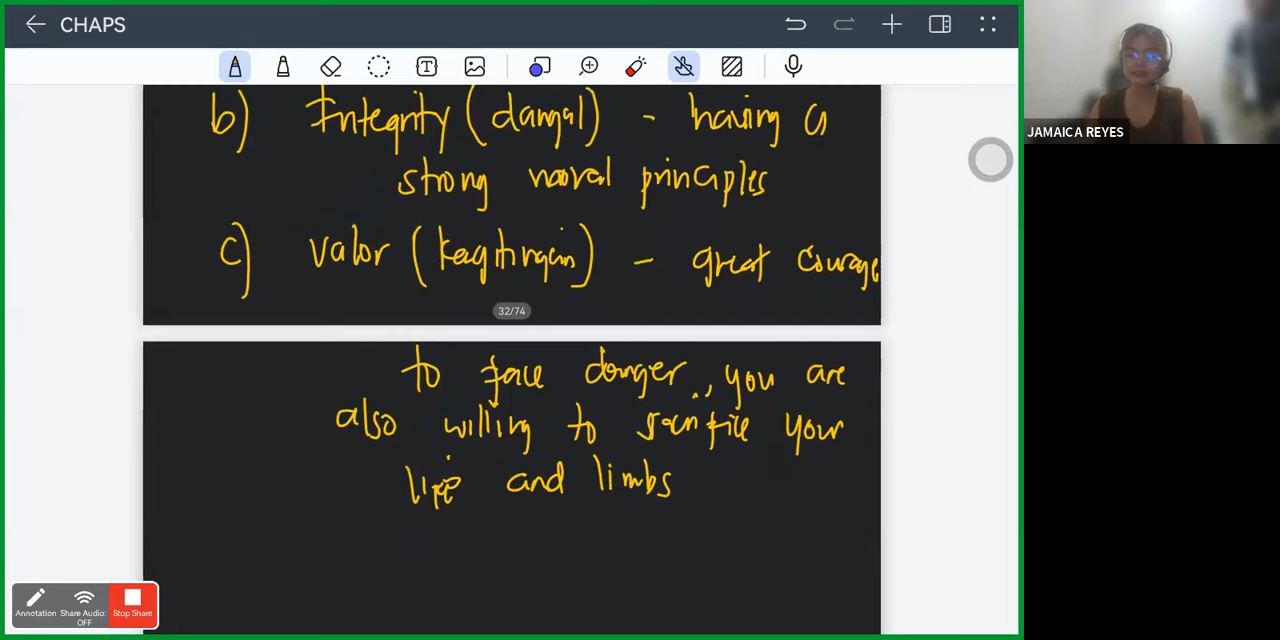 CHAPS
b) Integrity (dangal) - having a
strong moral principles
c) valor (kagitingan) - great courage
32/74
to face danger, you are
also willing to sacrifice your
life and limbs
Annotation
Share Audio: OFF
Stop Share
JAMAICA REYES